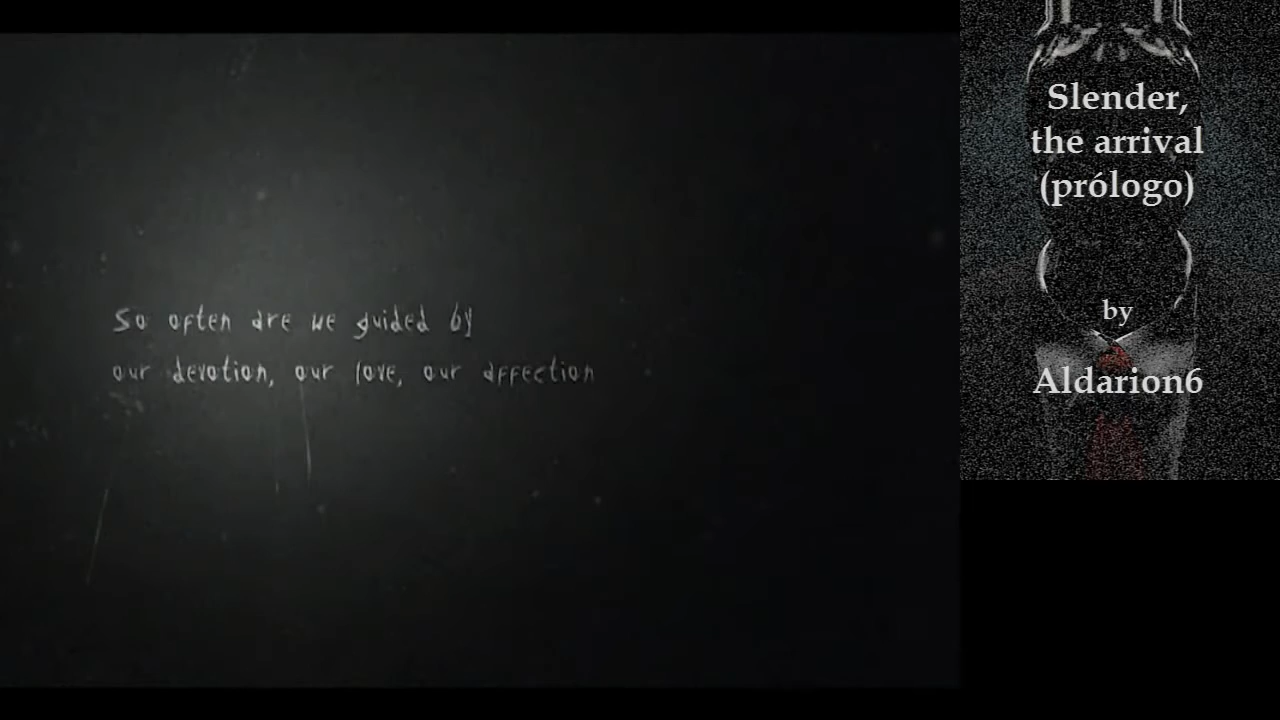 So often are we guided by
our devotion, our love, our affection
Slender,
the arrival
(prólogo)
by
Aldarion6